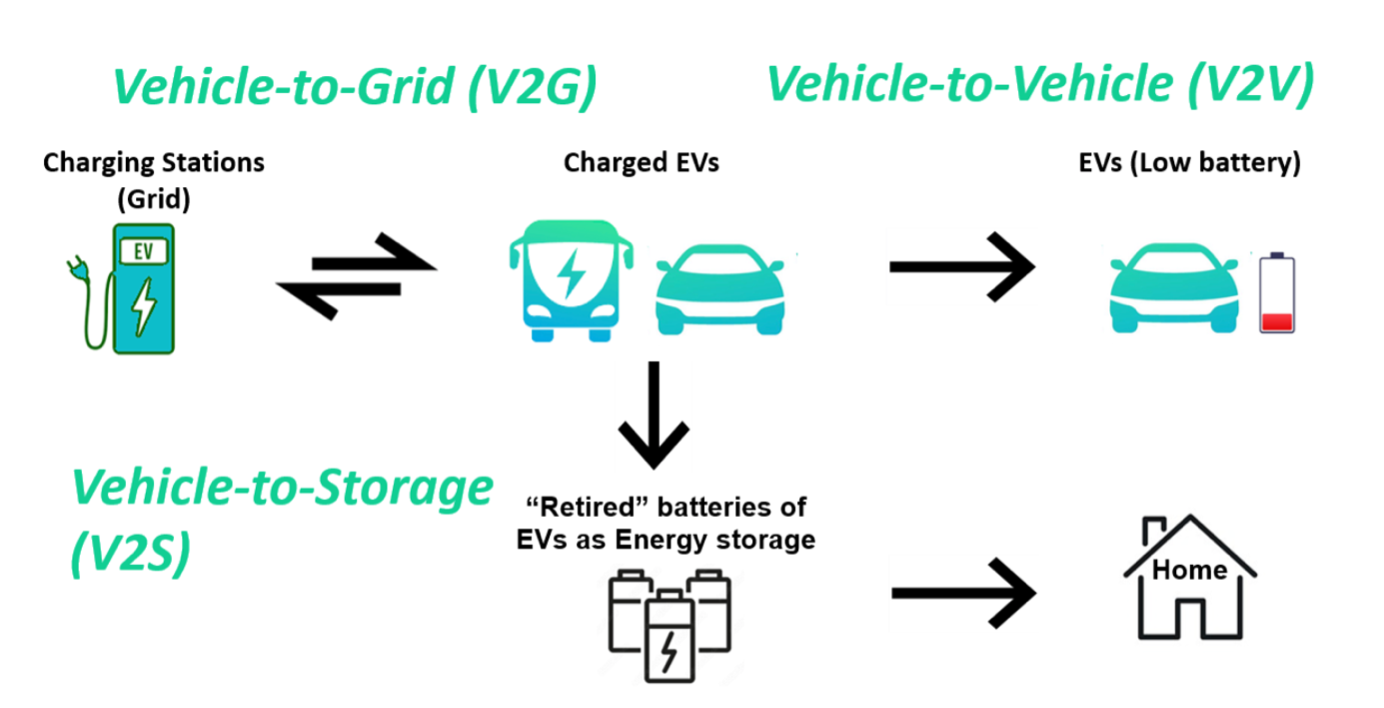 Vehicle-to-Grid (V2G)
Vehicle-to-Vehicle (V2V)
Charging Stations
(Grid)
Charged EVs
EVs (Low battery)
EV
Vehicle-to-Storage
(V2S)
“Retired” batteries of
EVs as Energy storage
Home